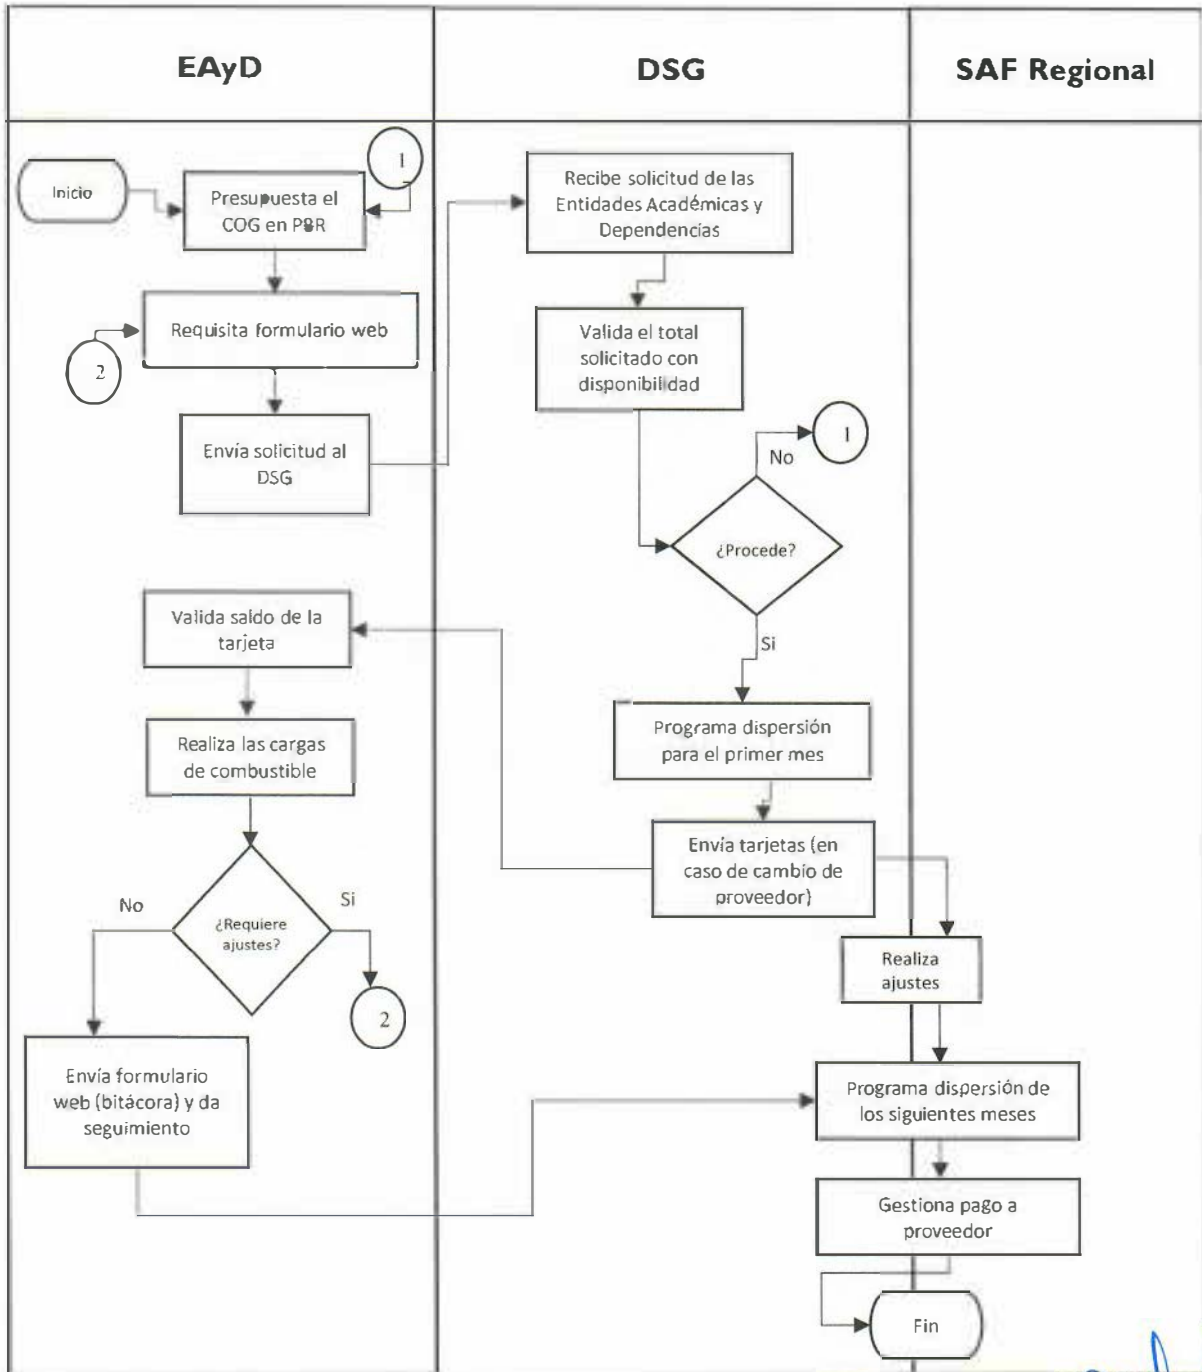 EAyD
DSG
SAF Regional
Inicio
Presupuesta el
COG en PBR
1
Requisita formulario web
2
Envía solicitud al
DSG
Recibe solicitud de las
Entidades Académicas y
Dependencias
Valida el total
solicitado con
disponibilidad
1
No
¿Procede?
Si
Programa dispersión
para el primer mes
Envía tarjetas (en
caso de cambio de
proveedor)
Valida saldo de la
tarjeta
Realiza las cargas
de combustible
¿Requiere
ajustes?
No
Si
2
Envía formulario
web (bitácora) y da
seguimiento
Realiza
ajustes
Programa dispersión de
los siguientes meses
Gestiona pago a
proveedor
Fin